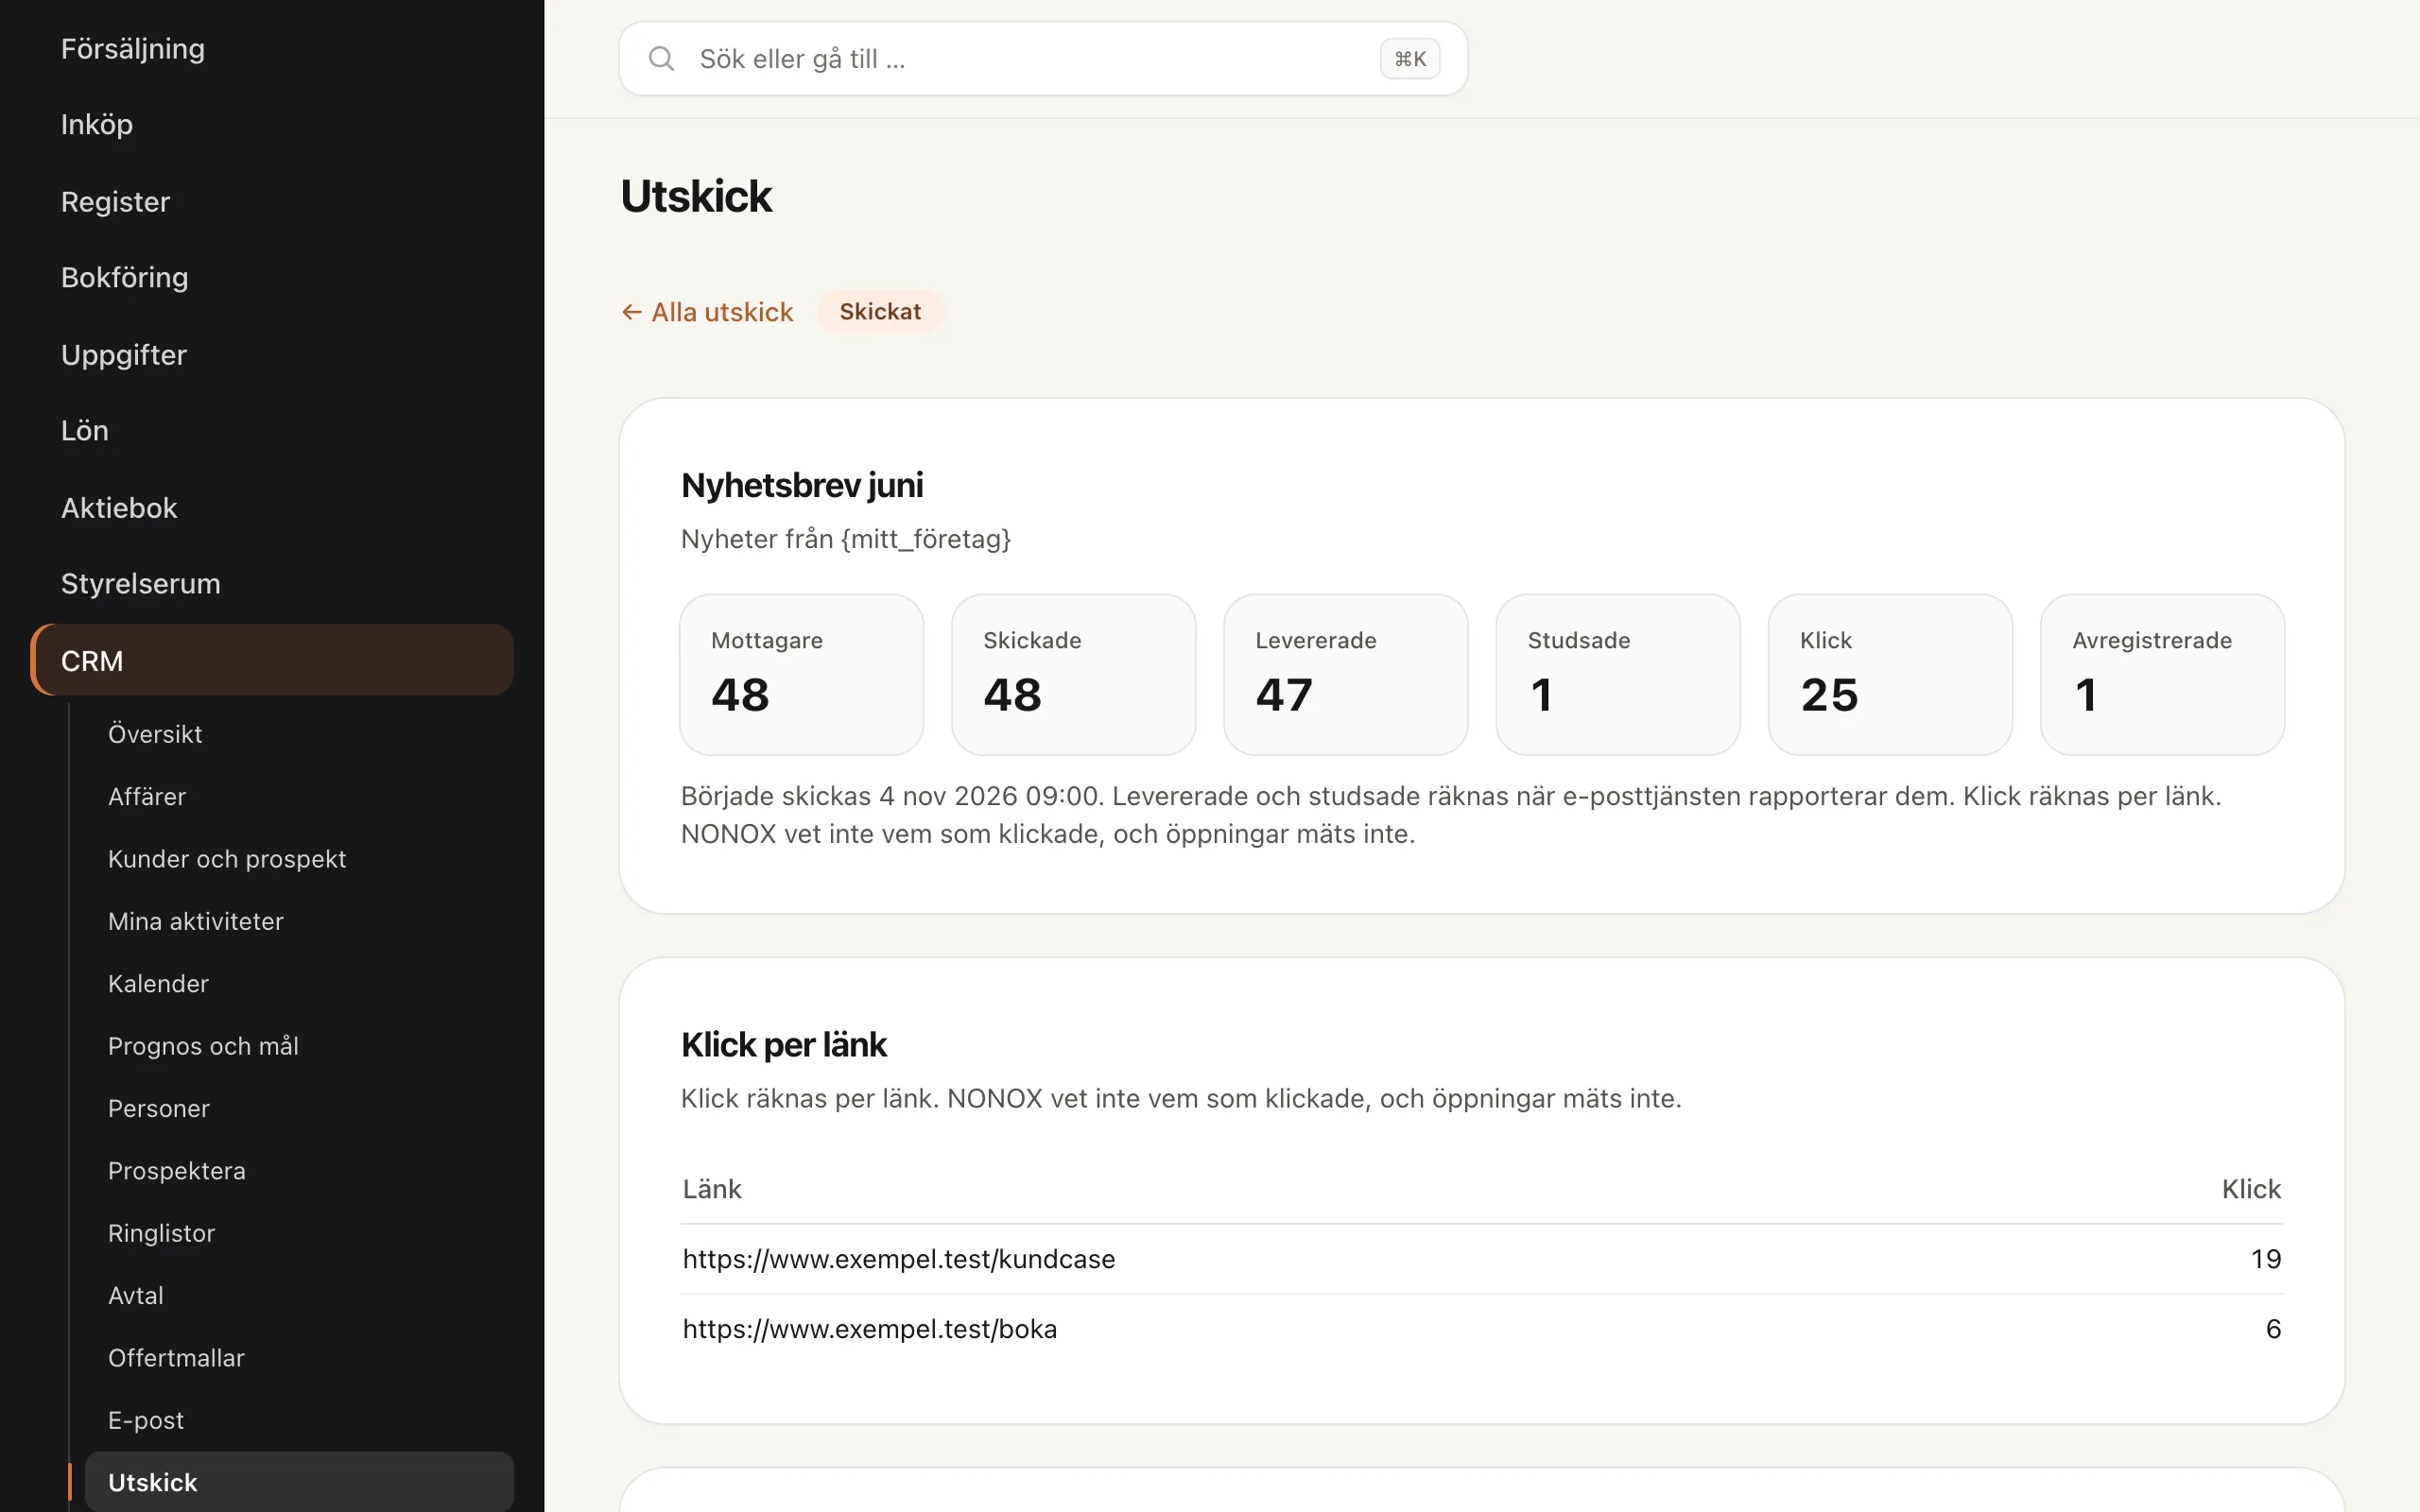 Försäljning
Inköp
Register
Bokföring
Uppgifter
Lön
Aktiebok
Styrelserum
CRM
Översikt
Affärer
Kunder och prospekt
Mina aktiviteter
Kalender
Prognos och mål
Personer
Prospektera
Ringlistor
Avtal
Offertmallar
E-post
Utskick
Sök eller gå till ... ⌘K
Utskick
← Alla utskick Skickat
Nyhetsbrev juni
Nyheter från {mitt_företag}
Mottagare Skickade Levererade Studsade Klick Avregistrerade
48 48 47 1 25 1
Började skickas 4 nov 2026 09:00. Levererade och studsade räknas när e-posttjänsten rapporterar dem. Klick räknas per länk.
NONOX vet inte vem som klickade, och öppningar mäts inte.
Klick per länk
Klick räknas per länk. NONOX vet inte vem som klickade, och öppningar mäts inte.
Länk Klick
https://www.exempel.test/kundcase 19
https://www.exempel.test/boka 6